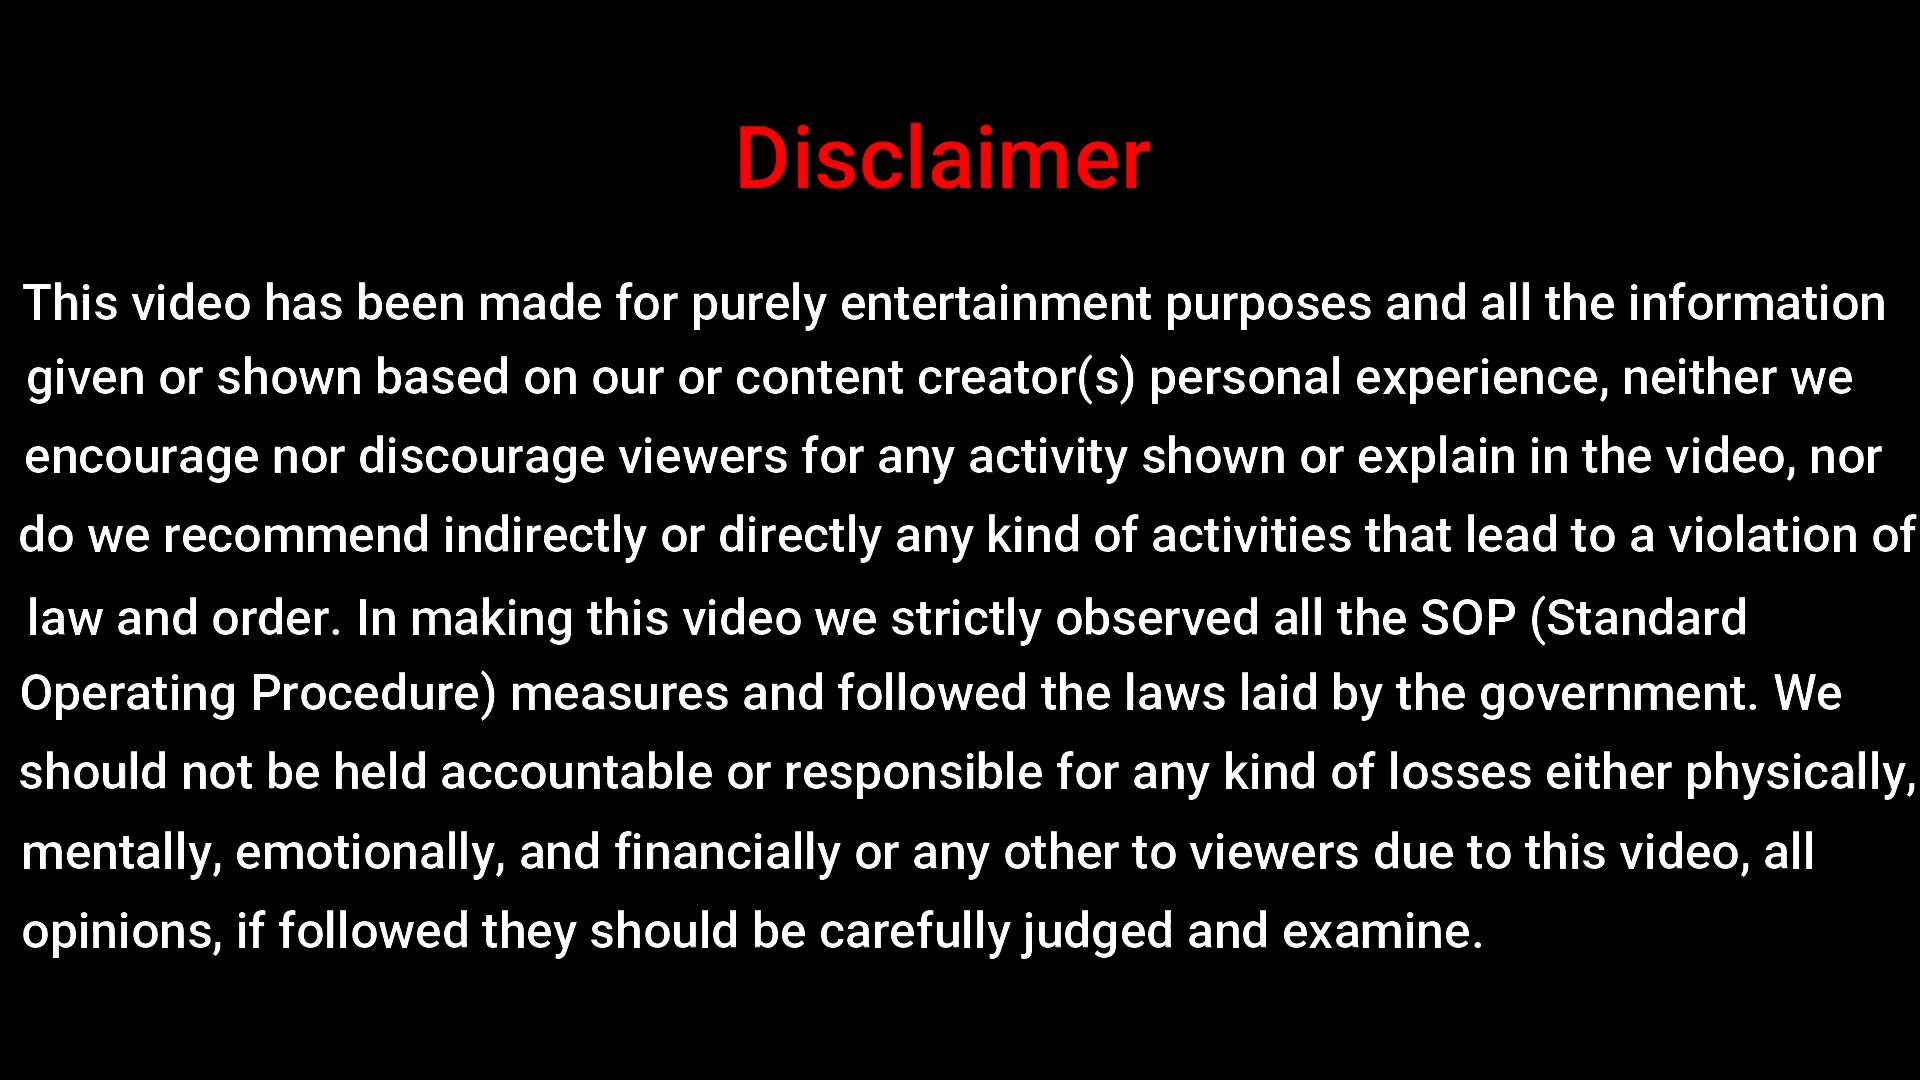 Disclaimer
This video has been made for purely entertainment purposes and all the information
given or shown based on our or content creator(s) personal experience, neither we
encourage nor discourage viewers for any activity shown or explain in the video, nor
do we recommend indirectly or directly any kind of activities that lead to a violation of
law and order. In making this video we strictly observed all the SOP (Standard
Operating Procedure) measures and followed the laws laid by the government. We
should not be held accountable or responsible for any kind of losses either physically,
mentally, emotionally, and financially or any other to viewers due to this video, all
opinions, if followed they should be carefully judged and examine.